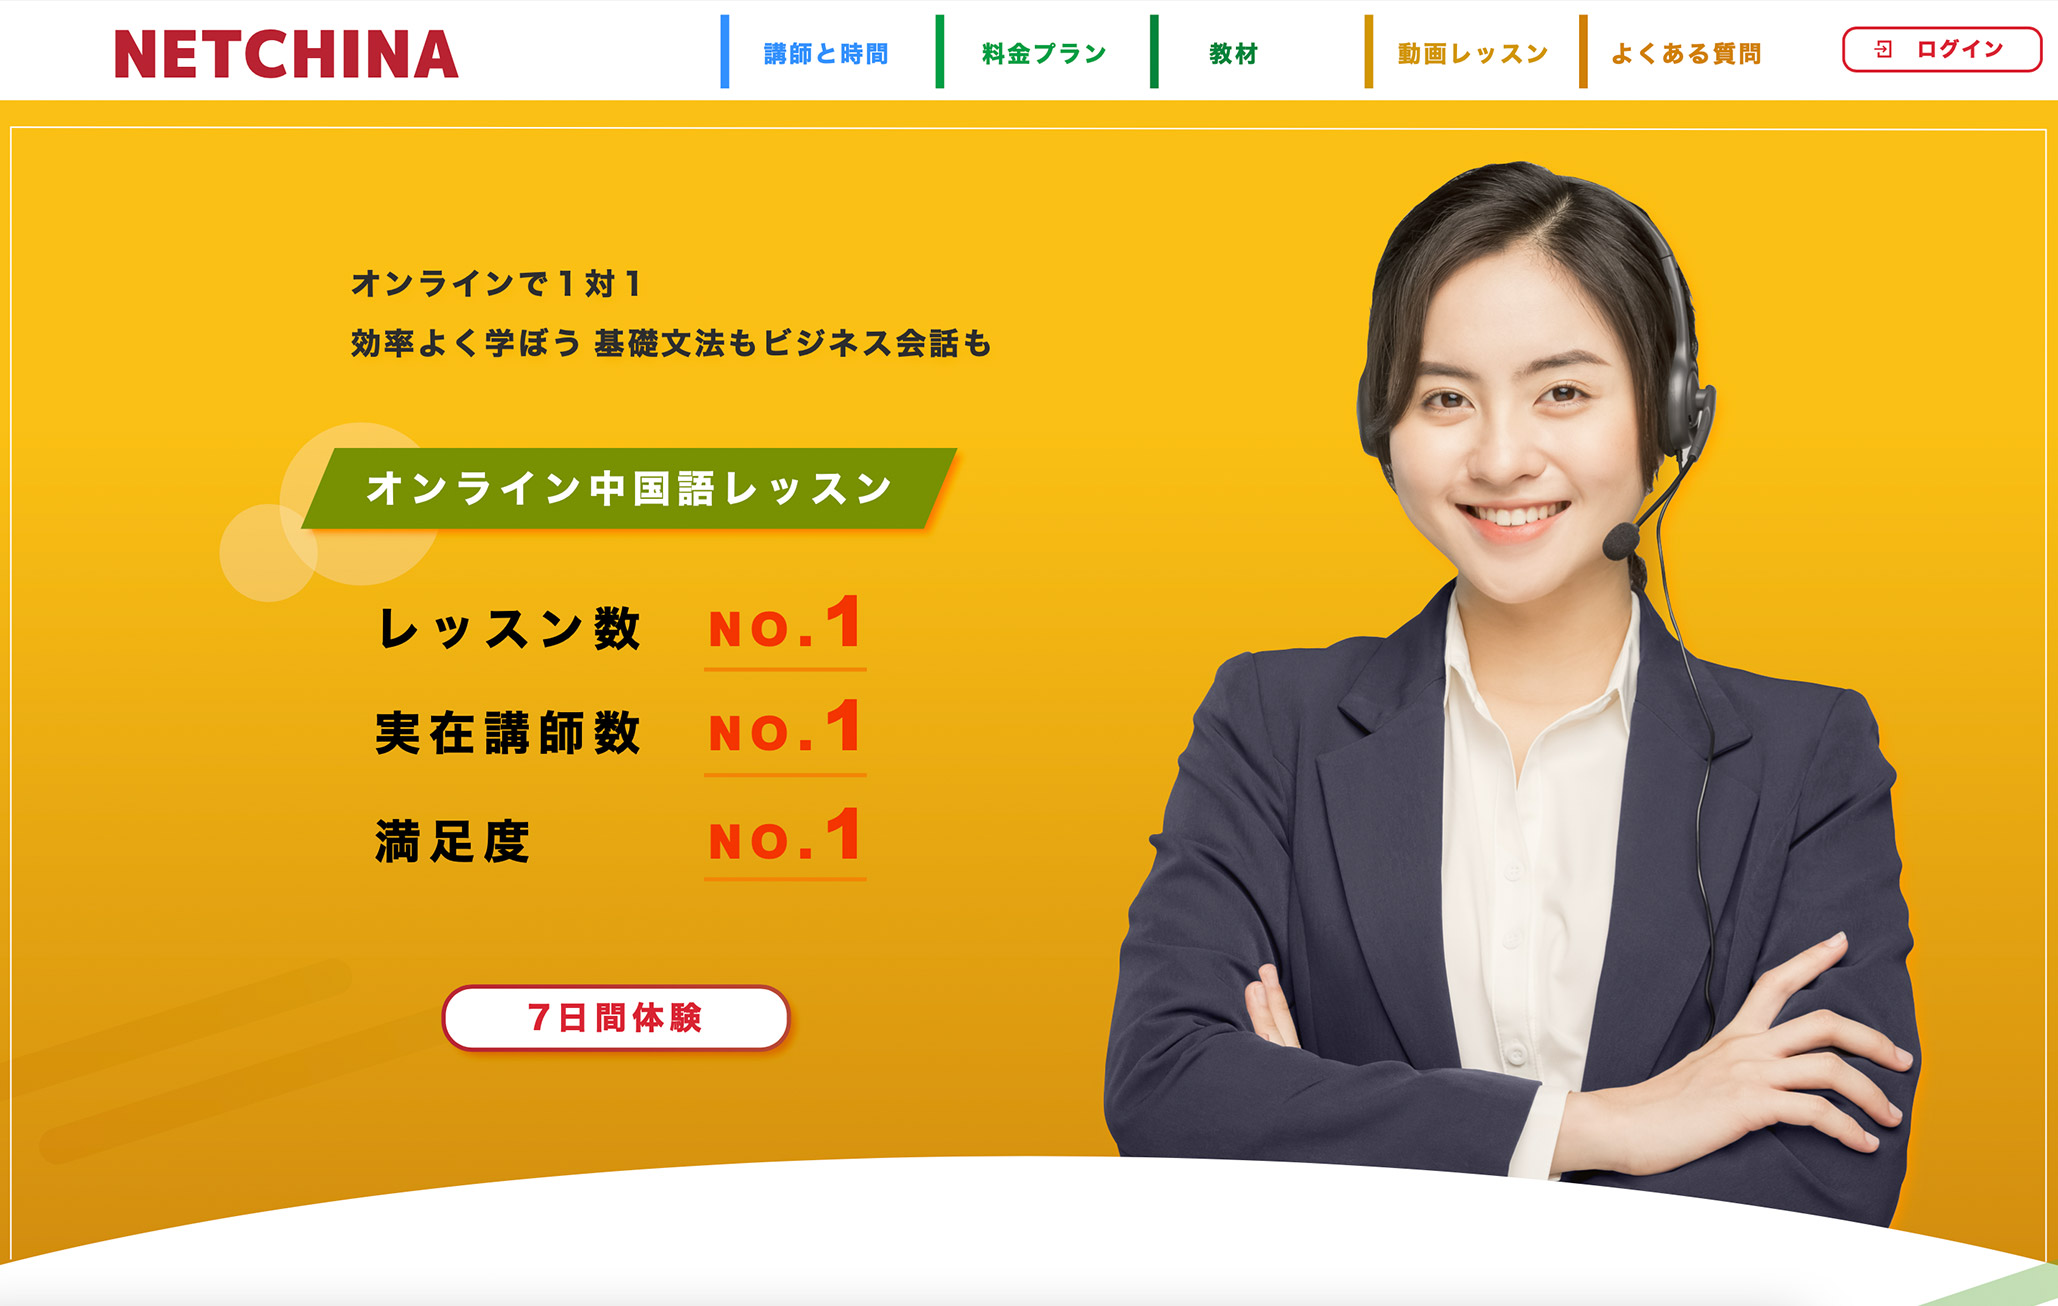 NETCHINA
講師と時間
料金プラン
教材
動画レッスン
よくある質問
ログイン
オンラインで1対1
効率よく学ぼう 基礎文法もビジネス会話も
オンライン中国語レッスン
レッスン数 NO.1
実在講師数 NO.1
満足度 NO.1
7日間体験